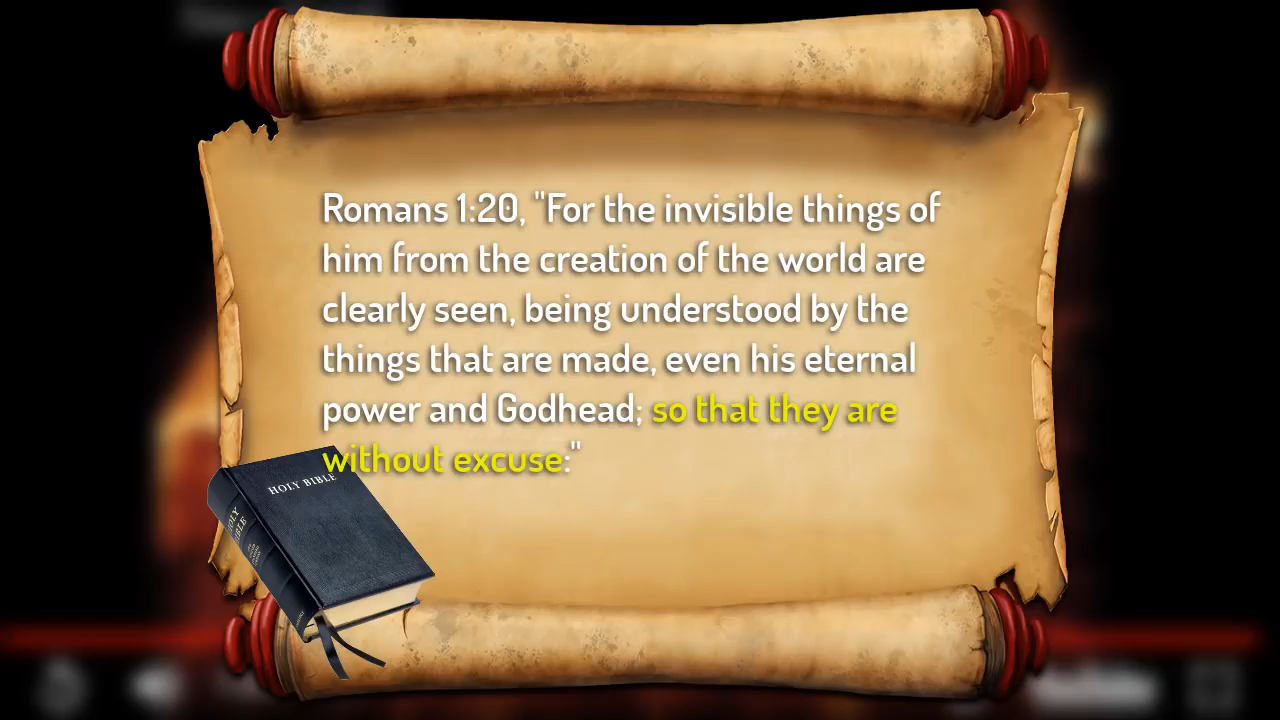 Romans 1:20, "For the invisible things of
him from the creation of the world are
clearly seen, being understood by the
things that are made, even his eternal
power and Godhead; so that they are
without excuse:"
HOLY BIBLE
HOLY
BIBLE